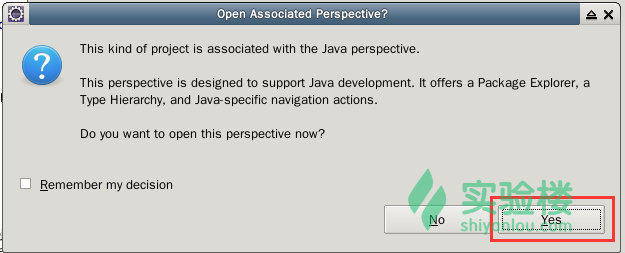 Open Associated Perspective?
This kind of project is associated with the Java perspective.
This perspective is designed to support Java development. It offers a Package Explorer, a
Type Hierarchy, and Java-specific navigation actions.
Do you want to open this perspective now?
Remember my decision
实验楼
No
Yes
shiyanlou.com